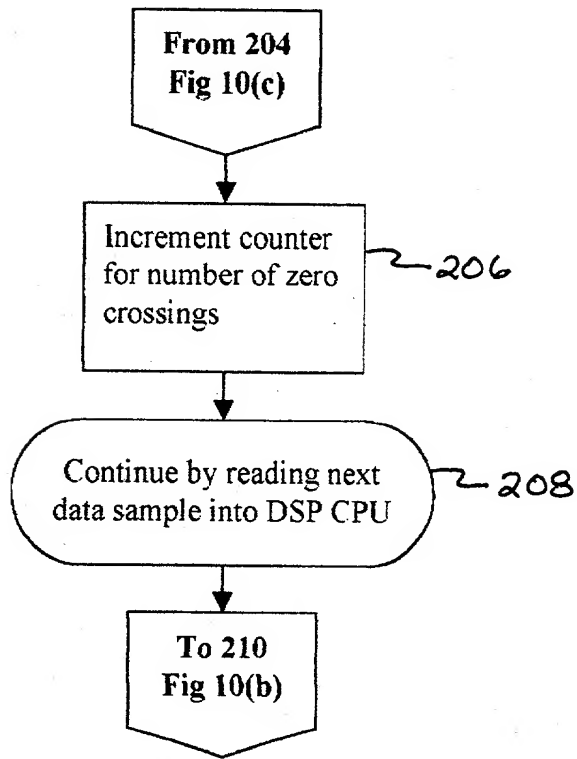 From 204
Fig 10(c)
Increment counter
for number of zero
crossings
206
Continue by reading next
data sample into DSP CPU
208
To 210
Fig 10(b)